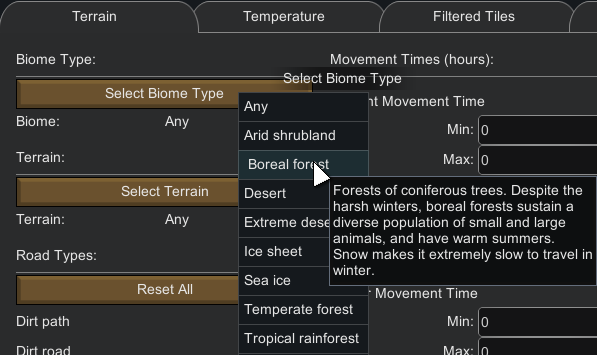 Terrain
Temperature
Filtered Tiles
Biome Type:
Select Biome Type
Biome:
Any
Terrain:
Select Terrain
Terrain:
Any
Road Types:
Reset All
Dirt path
Dirt road
Select Biome Type
Any
Arid shrubland
Boreal forest
Desert
Extreme dese
Ice sheet
Sea ice
Temperate forest
Tropical rainforest
Forests of coniferous trees. Despite the
harsh winters, boreal forests sustain a
diverse population of small and large
animals, and have warm summers.
Snow makes it extremely slow to travel in
winter.
Movement Times (hours):
Movement Time
Min:
0
Max:
0
Movement Time
Min:
0
Max:
0